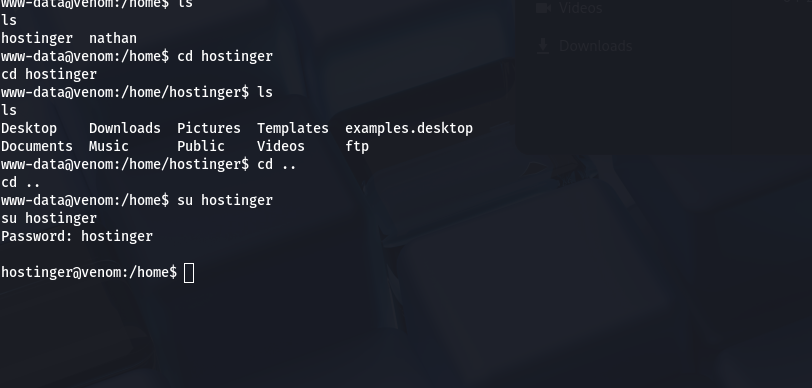 www-data@venom:/home$ ls
ls
hostinger  nathan
www-data@venom:/home$ cd hostinger
cd hostinger
www-data@venom:/home/hostinger$ ls
ls
Desktop    Downloads  Pictures  Templates  examples.desktop
Documents  Music      Public    Videos     ftp
www-data@venom:/home/hostinger$ cd ..
cd ..
www-data@venom:/home$ su hostinger
su hostinger
Password: hostinger
hostinger@venom:/home$
Videos
Downloads